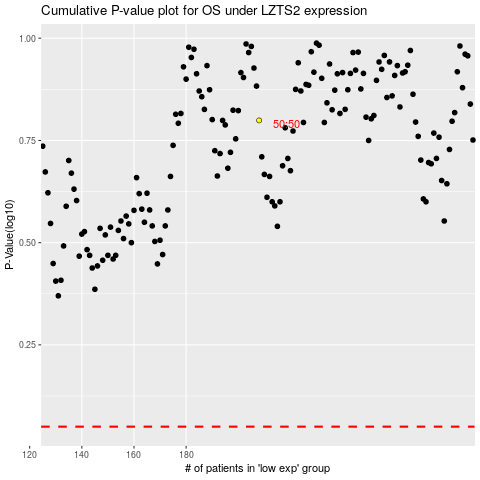 Cumulative P-value plot for OS under LZTS2 expression
1.00
0.75
0.50
0.25
P-Value(log10)
50:50
120 140 160 180
# of patients in 'low exp' group